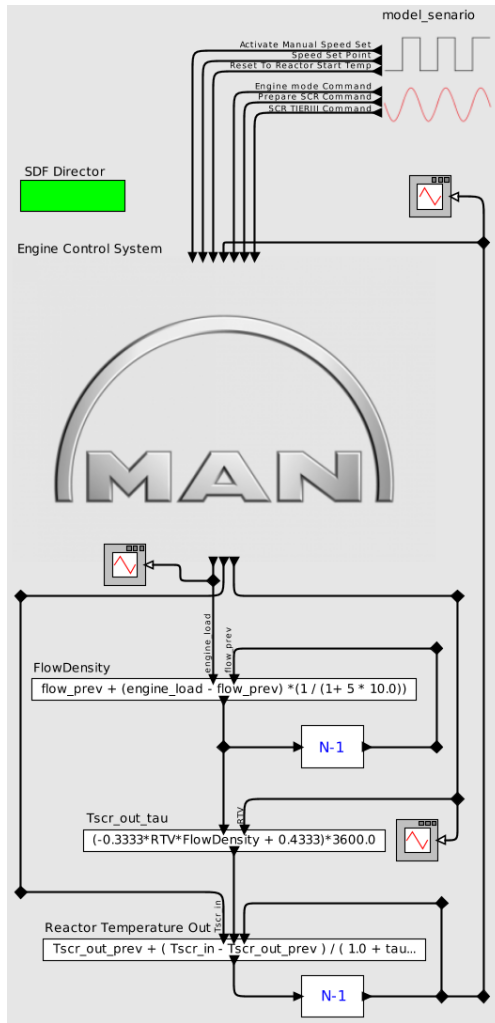 model_senario
Activate Manual Speed Set
Speed Set Point
Reset To Reactor Start Temp
Engine mode Command
Prepare SCR Command
SCR TIERIII Command
SDF Director
Engine Control System
MAN
engine_load
flow_prev
FlowDensity
flow_prev + (engine_load - flow_prev) *(1 / (1+ 5 * 10.0))
N-1
Tscr_out_tau
RTV
(-0.3333*RTV*FlowDensity + 0.4333)*3600.0
Tscr_in
Reactor Temperature Out
Tscr_out_prev + ( Tscr_in - Tscr_out_prev ) / ( 1.0 + tau...
N-1